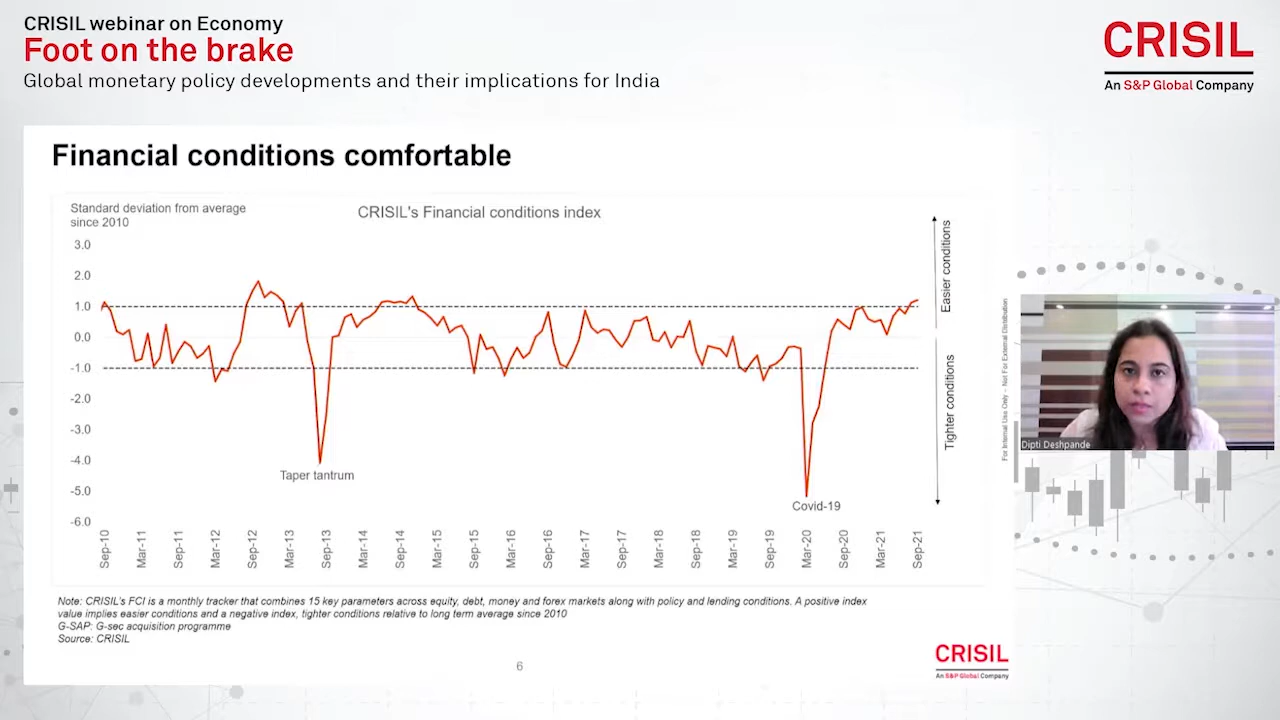 CRISIL webinar on Economy
Foot on the brake
Global monetary policy developments and their implications for India
CRISIL
An S&P Global Company
Financial conditions comfortable
Standard deviation from average
since 2010
CRISIL's Financial conditions index
3.0
2.0
1.0
0.0
-1.0
-2.0
-3.0
-4.0
-5.0
-6.0
Taper tantrum
Covid-19
Easier conditions
Tighter conditions
Sep-10
Mar-11
Sep-11
Mar-12
Sep-12
Mar-13
Sep-13
Mar-14
Sep-14
Mar-15
Sep-15
Mar-16
Sep-16
Mar-17
Sep-17
Mar-18
Sep-18
Mar-19
Sep-19
Mar-20
Sep-20
Mar-21
Sep-21
Note: CRISIL's FCI is a monthly tracker that combines 15 key parameters across equity, debt, money and forex markets along with policy and lending conditions. A positive index
value implies easier conditions and a negative index, tighter conditions relative to long term average since 2010
G-SAP: G-sec acquisition programme
Source: CRISIL
6
CRISIL
An S&P Global Company
For Internal Use Only - Not For External Distribution
Dipti Deshpande